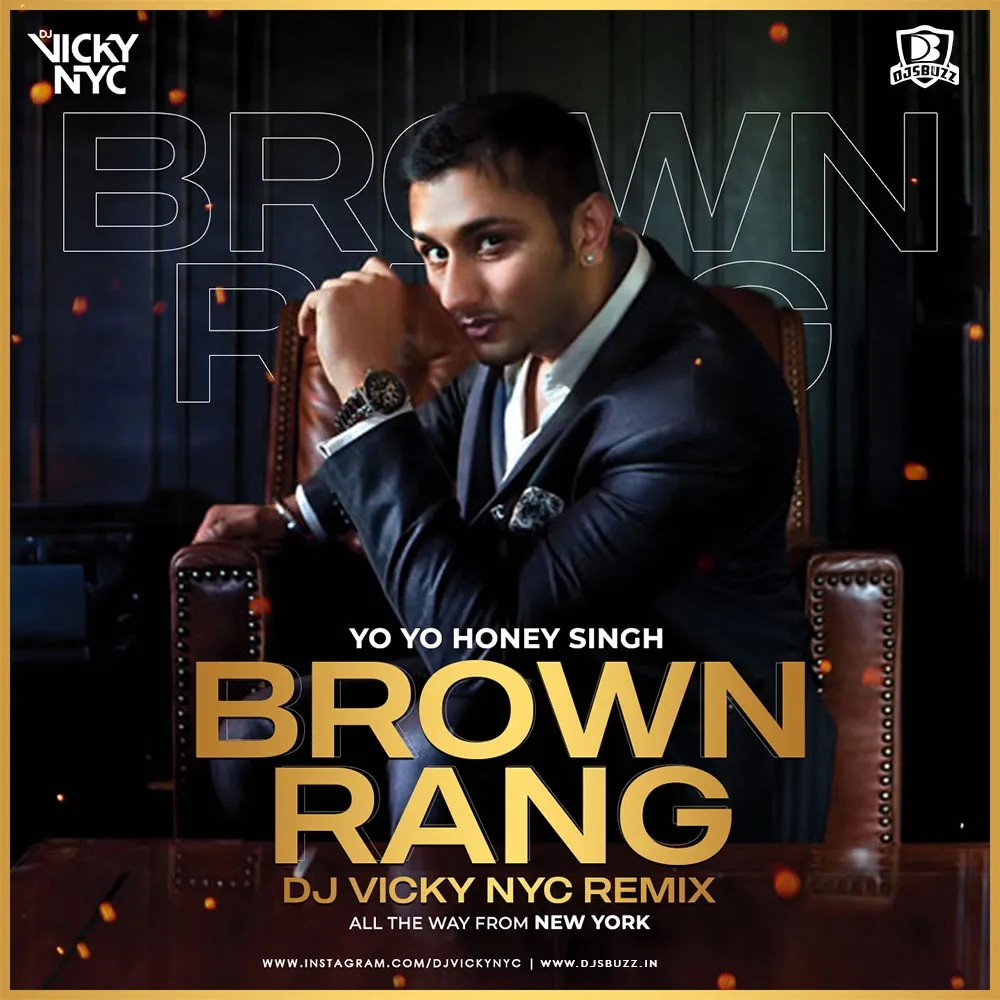 DJ
VICKY
NYC
DB
DJSBUZZ
BROWN
RANG
YO YO HONEY SINGH
BROWN
RANG
DJ VICKY NYC REMIX
ALL THE WAY FROM NEW YORK
WWW.INSTAGRAM.COM/DJVICKYNYC | WWW.DJSBUZZ.IN